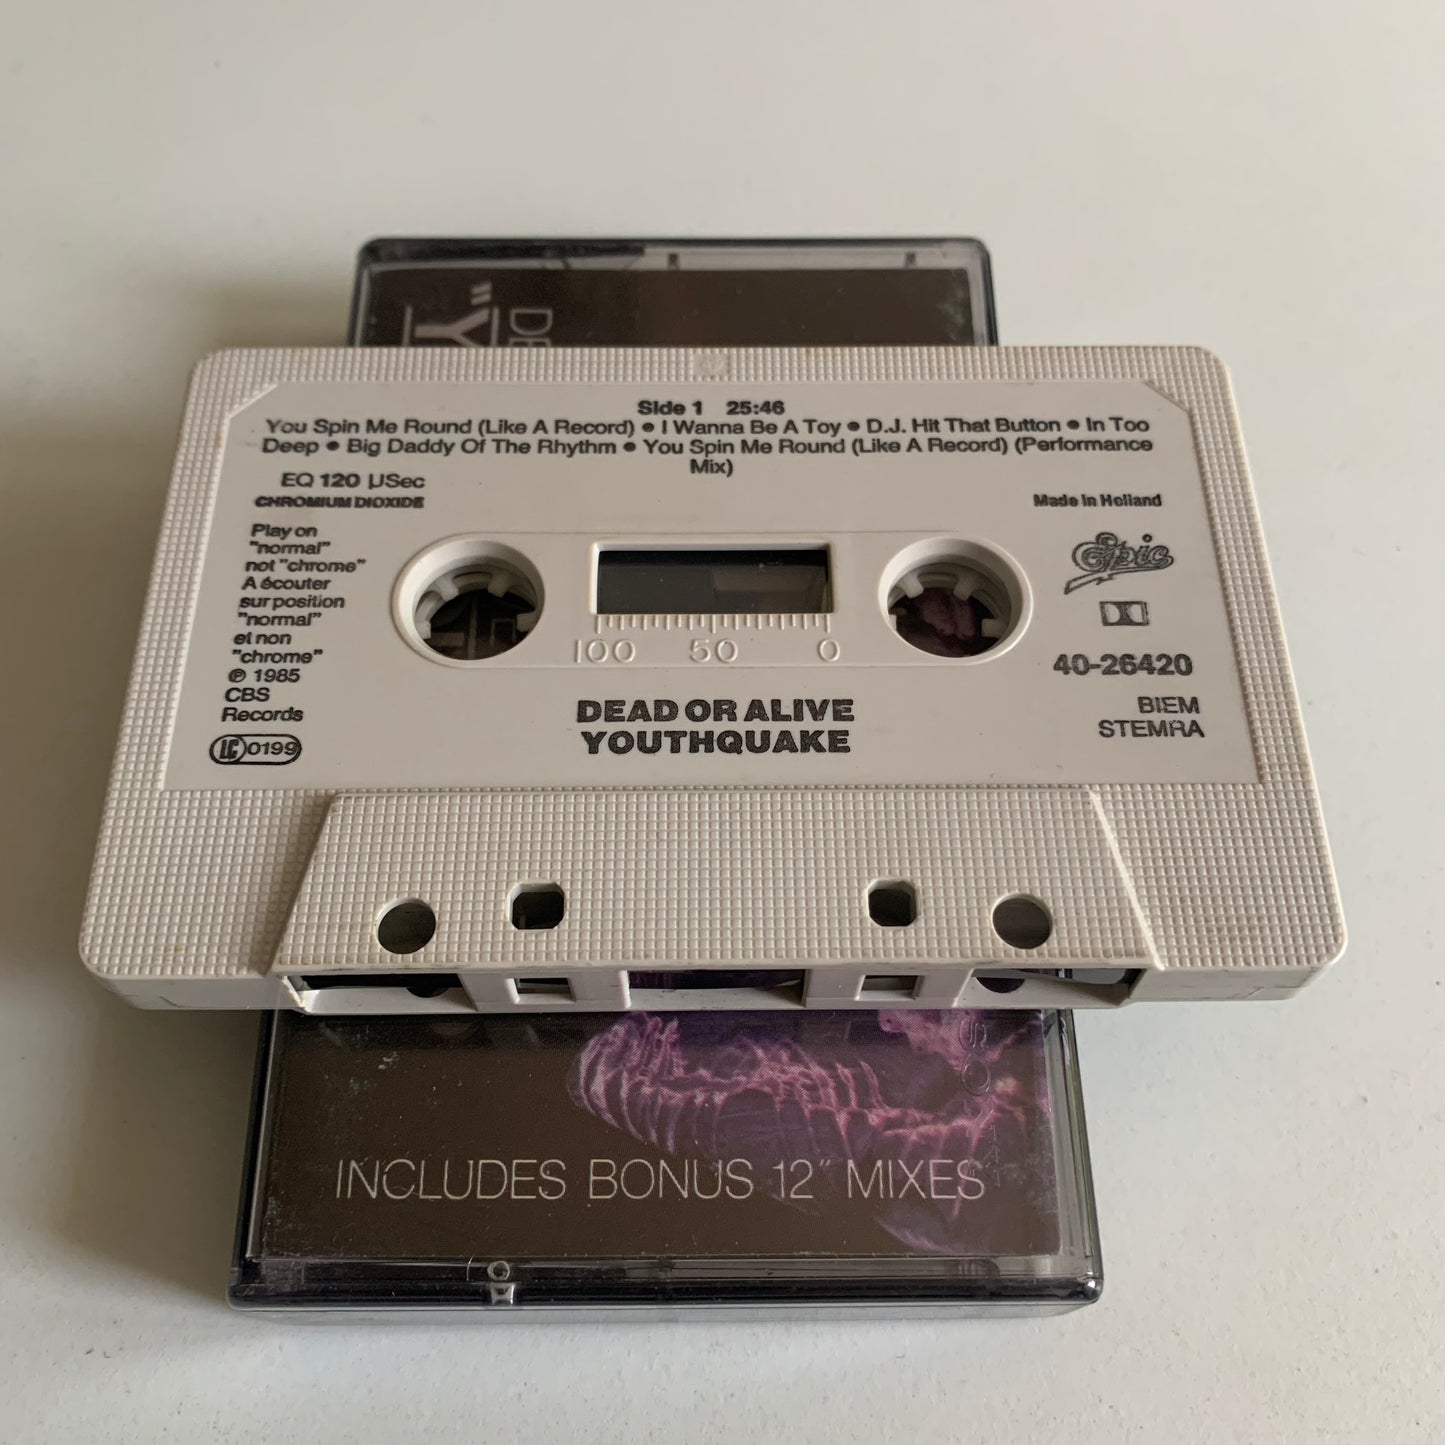 DE
"Y
Side 1 25:46
You Spin Me Round (Like A Record) • I Wanna Be A Toy • D.J. Hit That Button • In Too
Deep • Big Daddy Of The Rhythm • You Spin Me Round (Like A Record) (Performance
Mix)
EQ 120 µSec
CHROMIUM DIOXIDE
Play on
"normal"
not "chrome"
A écouter
sur position
"normal"
et non
"chrome"
℗ 1985
CBS
Records
LC 0199
100 50 0
DEAD OR ALIVE
YOUTHQUAKE
Made in Holland
Epic
40-26420
BIEM
STEMRA
INCLUDES BONUS 12" MIXES